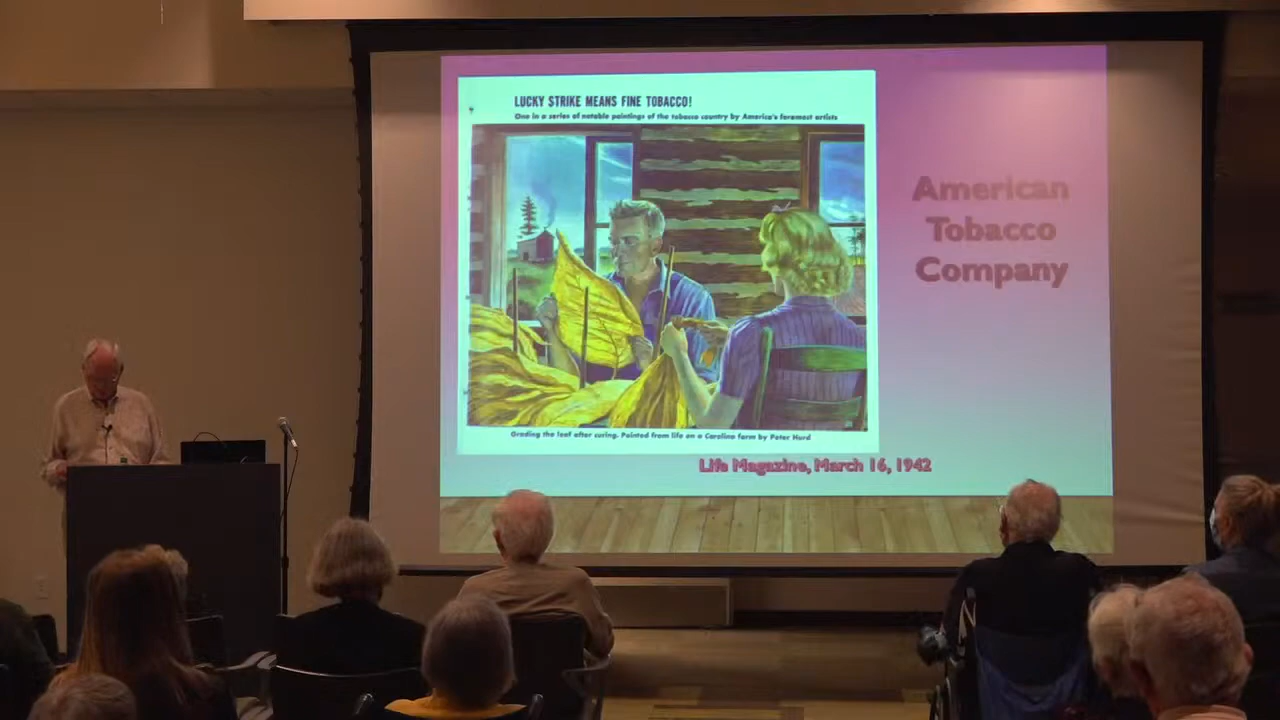 LUCKY STRIKE MEANS FINE TOBACCO!
One in a series of notable paintings of the tobacco country by America's foremost artists
American
Tobacco
Company
Grading the leaf after curing. Painted from life on a Carolina farm by Peter Hurd
Life Magazine, March 16, 1942